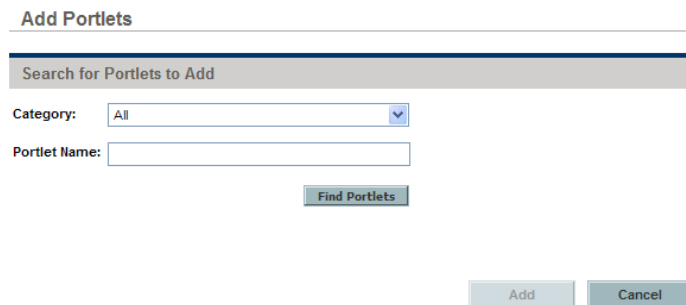 Add Portlets
Search for Portlets to Add
Category: All
Portlet Name:
Find Portlets
Add Cancel